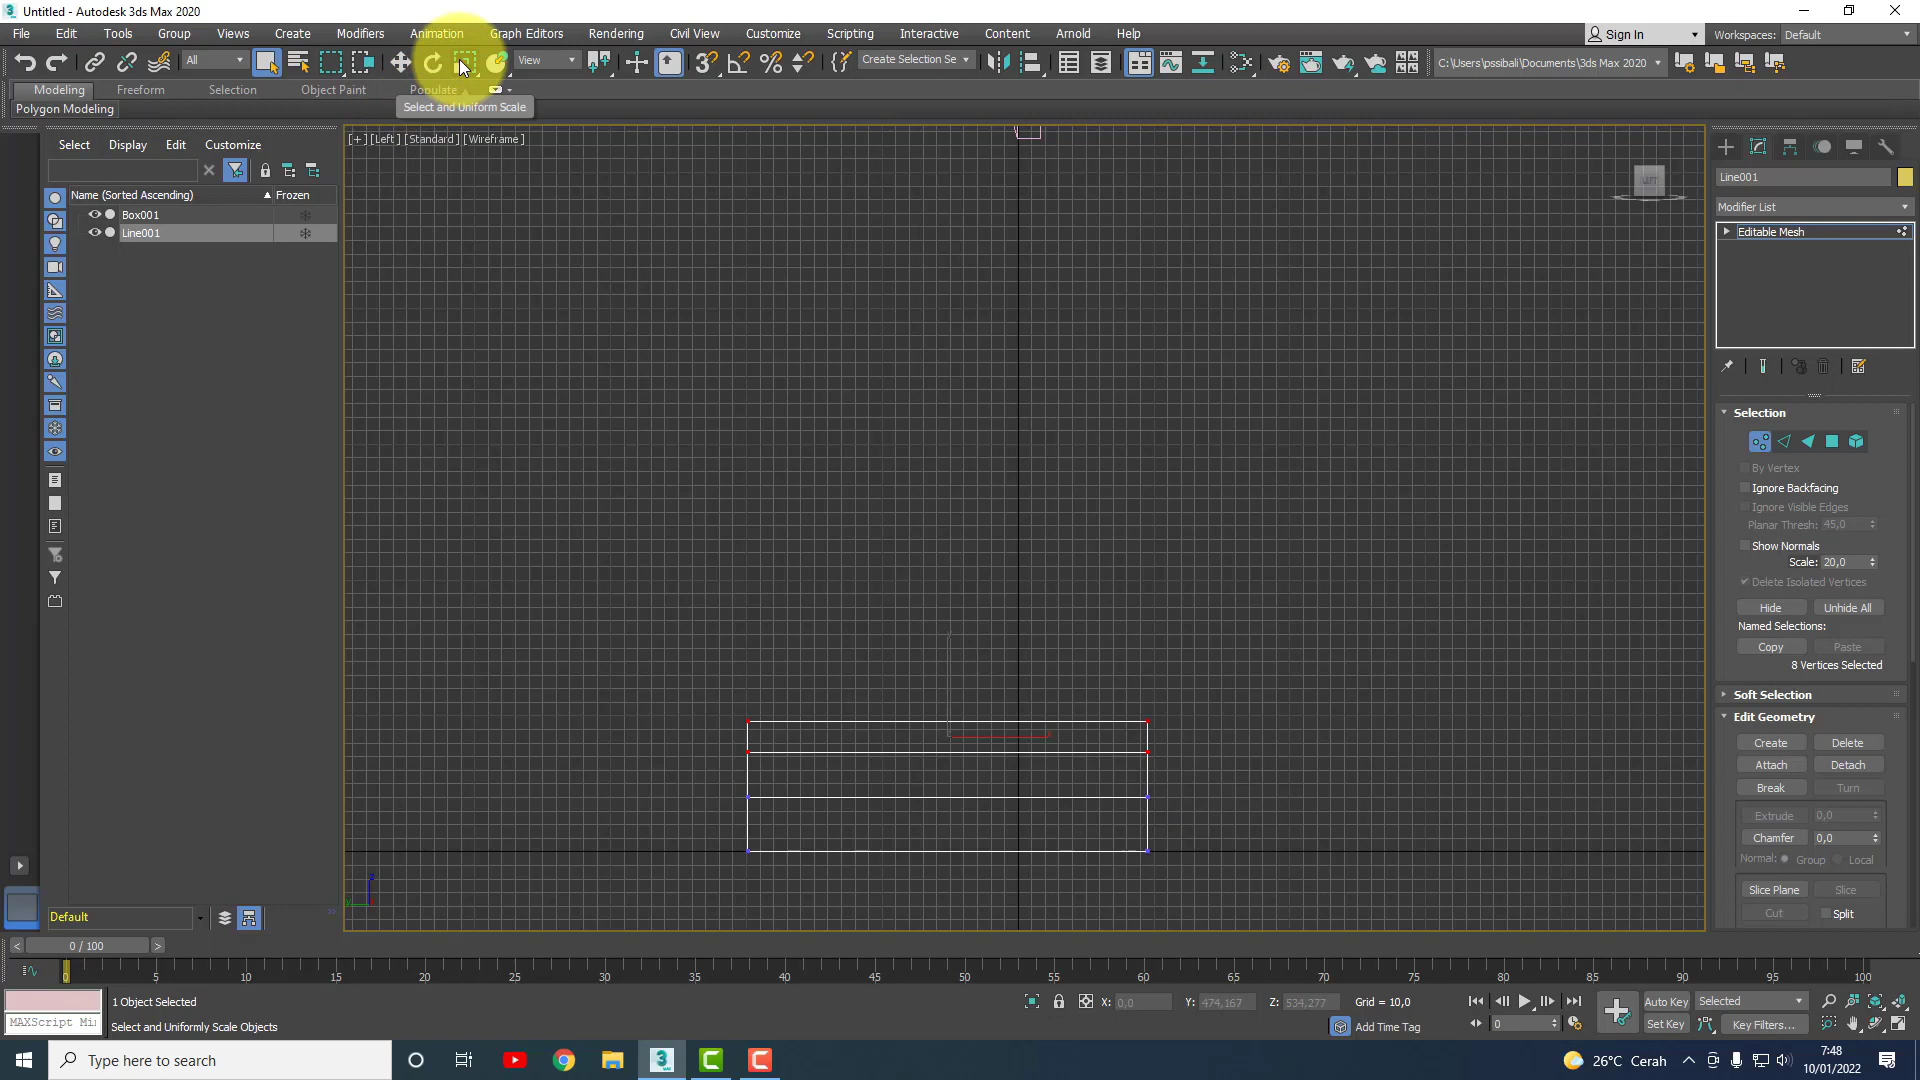 Untitled - Autodesk 3ds Max 2020
File Edit Tools Group Views Create Modifiers Animation Graph Editors Rendering Civil View Customize Scripting Interactive Content Arnold Help Sign In Workspaces: Default
All View Create Selection Se C:\Users\pssibali\Documents\3ds Max 2020
Modeling Freeform Selection Object Paint Populate
Polygon Modeling
Select and Uniform Scale
Select Display Edit Customize
[+] [Left] [Standard] [Wireframe]
LEFT
Line001
Name (Sorted Ascending) Frozen
Modifier List
Box001
Line001
Editable Mesh
Selection
By Vertex
Ignore Backfacing
Ignore Visible Edges
Planar Thresh: 45,0
Show Normals
Scale: 20,0
Delete Isolated Vertices
Hide Unhide All
Named Selections:
Copy Paste
8 Vertices Selected
Soft Selection
Edit Geometry
Create Delete
Attach Detach
Break Turn
Extrude 0,0
Chamfer 0,0
Normal: Group Local
Slice Plane Slice
Cut Split
z
y
Default
0 / 100
0 5 10 15 20 25 30 35 40 45 50 55 60 65 70 75 80 85 90 95 100
1 Object Selected X: 0,0 Y: 474,167 Z: 534,277 Grid = 10,0 Auto Key Selected
MAXScript Mi Select and Uniformly Scale Objects Add Time Tag 0 Set Key Key Filters...
Type here to search
26°C Cerah
7:48
10/01/2022